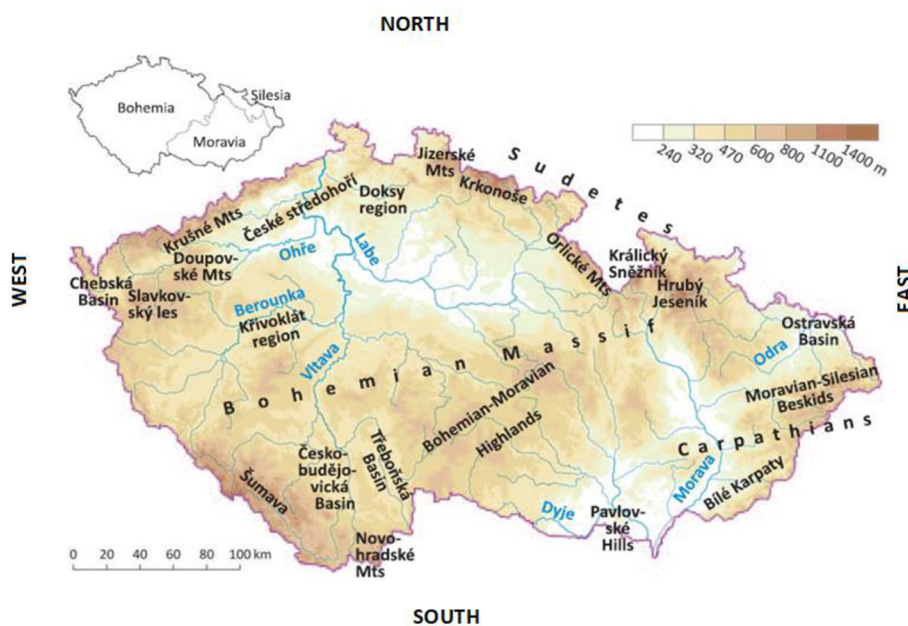 NORTH
Silesia
Bohemia
Moravia
240 320 470 600 800 1100 1400 m
Sudetes
Jizerské
Mts
Krkonoše
Doksy
region
České středohoří
Krušné Mts
Labe
Ohře
Doupov-
ské Mts
Orlické Mts
Králický
Sněžník
Hrubý
Jeseník
WEST
EAST
Chebská
Basin
Slavkov-
ský les
Berounka
Křivoklát
region
Vltava
Ostravská
Basin
Odra
Bohemian Massif
Moravian-Silesian
Beskids
Bohemian-Moravian
Highlands
Carpathians
Třeboňská
Basin
Česko-
budějo-
vická
Basin
Šumava
Morava
Bílé Karpaty
Dyje
Pavlov-
ské
Hills
Novo-
hradské
Mts
0 20 40 60 80 100 km
SOUTH